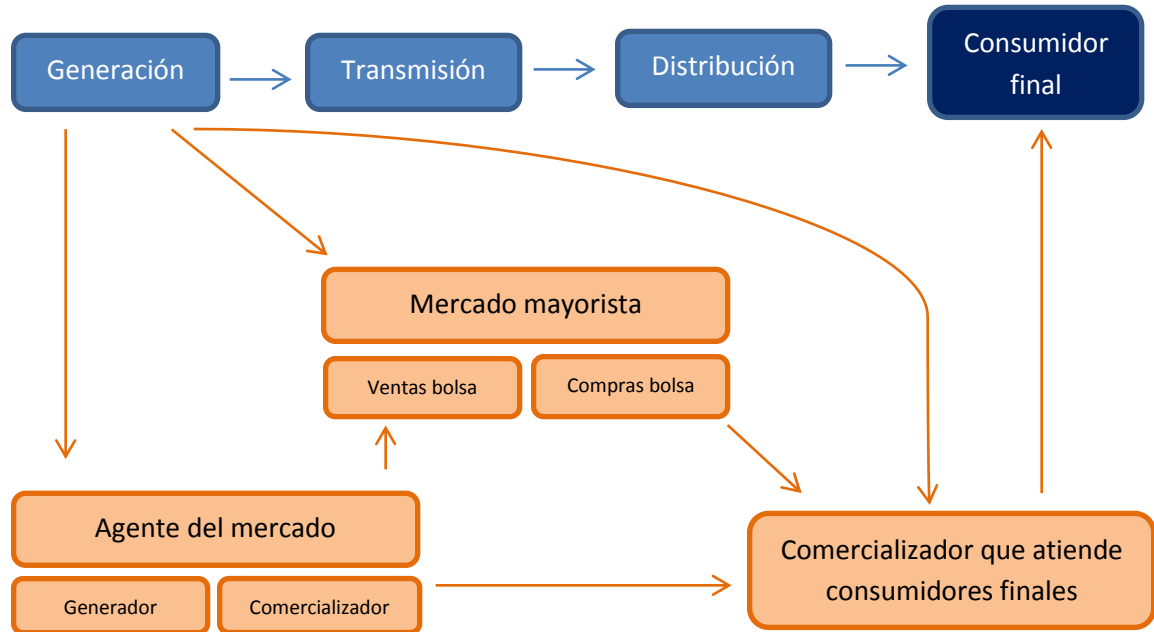 Generación
Transmisión
Distribución
Consumidor
final
Mercado mayorista
Ventas bolsa
Compras bolsa
Agente del mercado
Generador
Comercializador
Comercializador que atiende
consumidores finales